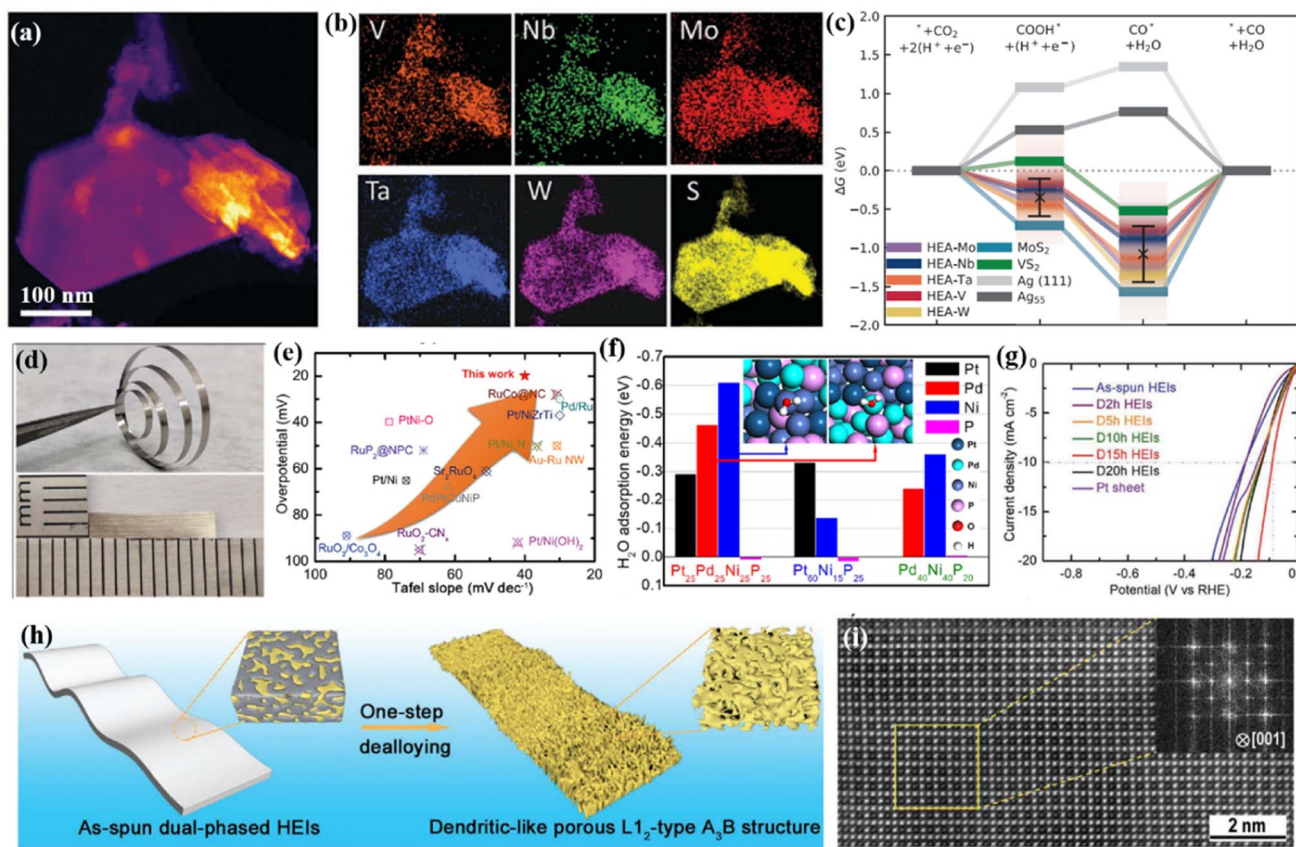 (a)
100 nm
(b)
V
Nb
Mo
Ta
W
S
(c)
*+CO₂
+2(H⁺+e⁻)
COOH*
+(H⁺+e⁻)
CO*
+H₂O
*+CO
+H₂O
ΔG (eV)
2.0
1.5
1.0
0.5
0.0
−0.5
−1.0
−1.5
−2.0
HEA-Mo
HEA-Nb
HEA-Ta
HEA-V
HEA-W
MoS₂
VS₂
Ag (111)
Ag₅₅
(d)
mm
(e)
This work
RuCo@NC
Pd/Ru
Pt/NiZrTi
PtNi-O
Pt/Ni₃N
RuP₂@NPC
Au-Ru NW
Sr₂RuO₄
Pt/Ni
PdPtCuNiP
RuO₂-CNₓ
Pt/Ni(OH)₂
RuO₂/Co₃O₄
Overpotential (mV)
20
40
60
80
100
100
80
60
40
20
Tafel slope (mV dec⁻¹)
(f)
H₂O adsorption energy (eV)
-0.7
-0.6
-0.5
-0.4
-0.3
-0.2
-0.1
0.0
0.1
Pt
Pd
Ni
P
Pt
Pd
Ni
P
O
H
Pt₂₅Pd₂₅Ni₂₅P₂₅
Pt₆₀Ni₁₅P₂₅
Pd₄₀Ni₄₀P₂₀
(g)
As-spun HEIs
D2h HEIs
D5h HEIs
D10h HEIs
D15h HEIs
D20h HEIs
Pt sheet
Current density (mA cm⁻²)
0
-5
-10
-15
-20
-0.8
-0.6
-0.4
-0.2
0
Potential (V vs RHE)
(h)
One-step
dealloying
As-spun dual-phased HEIs
Dendritic-like porous L1₂-type A₃B structure
(i)
⊗[001]
2 nm